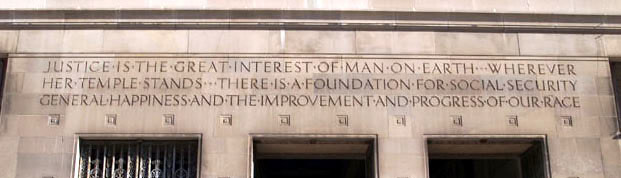 JUSTICE·IS·THE·GREAT·INTEREST·OF·MAN·ON·EARTH···WHEREVER
HER·TEMPLE·STANDS···THERE·IS·A·FOUNDATION·FOR·SOCIAL·SECURITY
GENERAL·HAPPINESS·AND·THE·IMPROVEMENT·AND·PROGRESS·OF·OUR·RACE